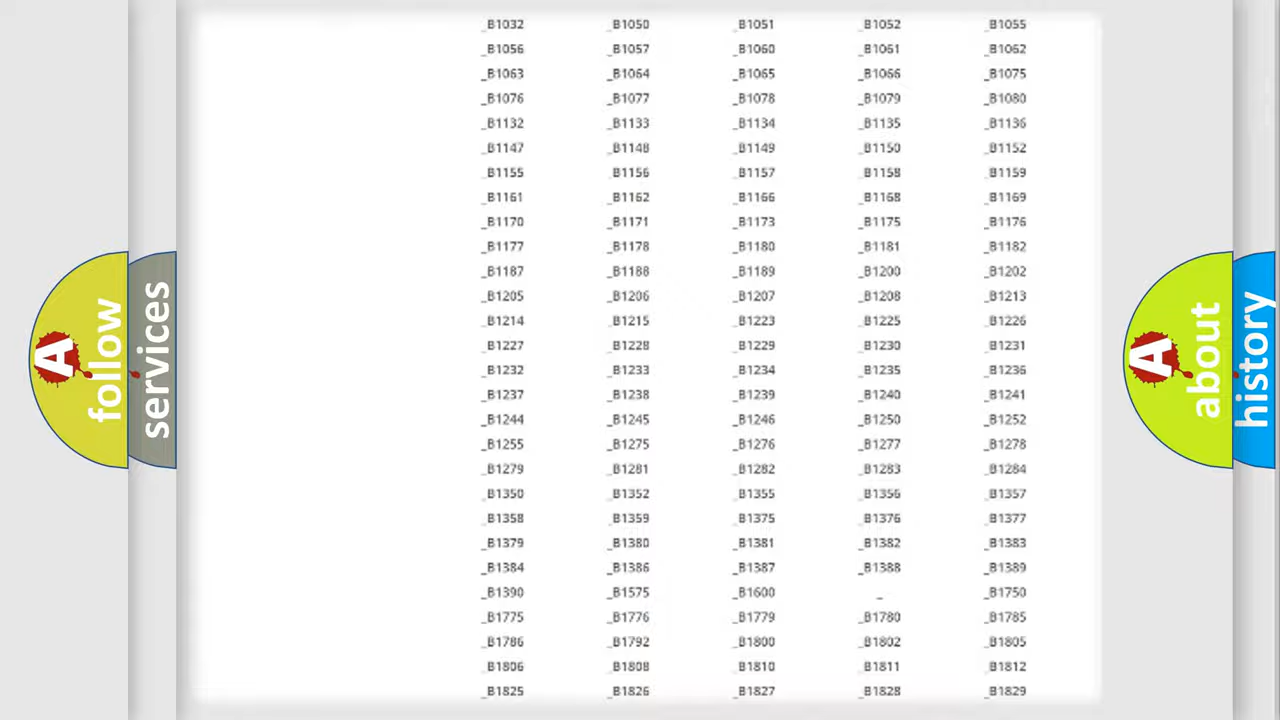 _B1032 _B1050 _B1051 _B1052 _B1055
_B1056 _B1057 _B1060 _B1061 _B1062
_B1063 _B1064 _B1065 _B1066 _B1075
_B1076 _B1077 _B1078 _B1079 _B1080
_B1132 _B1133 _B1134 _B1135 _B1136
_B1147 _B1148 _B1149 _B1150 _B1152
_B1155 _B1156 _B1157 _B1158 _B1159
_B1161 _B1162 _B1166 _B1168 _B1169
_B1170 _B1171 _B1173 _B1175 _B1176
_B1177 _B1178 _B1180 _B1181 _B1182
_B1187 _B1188 _B1189 _B1200 _B1202
_B1205 _B1206 _B1207 _B1208 _B1213
_B1214 _B1215 _B1223 _B1225 _B1226
_B1227 _B1228 _B1229 _B1230 _B1231
_B1232 _B1233 _B1234 _B1235 _B1236
_B1237 _B1238 _B1239 _B1240 _B1241
_B1244 _B1245 _B1246 _B1250 _B1252
_B1255 _B1275 _B1276 _B1277 _B1278
_B1279 _B1281 _B1282 _B1283 _B1284
_B1350 _B1352 _B1355 _B1356 _B1357
_B1358 _B1359 _B1375 _B1376 _B1377
_B1379 _B1380 _B1381 _B1382 _B1383
_B1384 _B1386 _B1387 _B1388 _B1389
_B1390 _B1575 _B1600 _ _B1750
_B1775 _B1776 _B1779 _B1780 _B1785
_B1786 _B1792 _B1800 _B1802 _B1805
_B1806 _B1808 _B1810 _B1811 _B1812
_B1825 _B1826 _B1827 _B1828 _B1829
A follow
services
A about
history